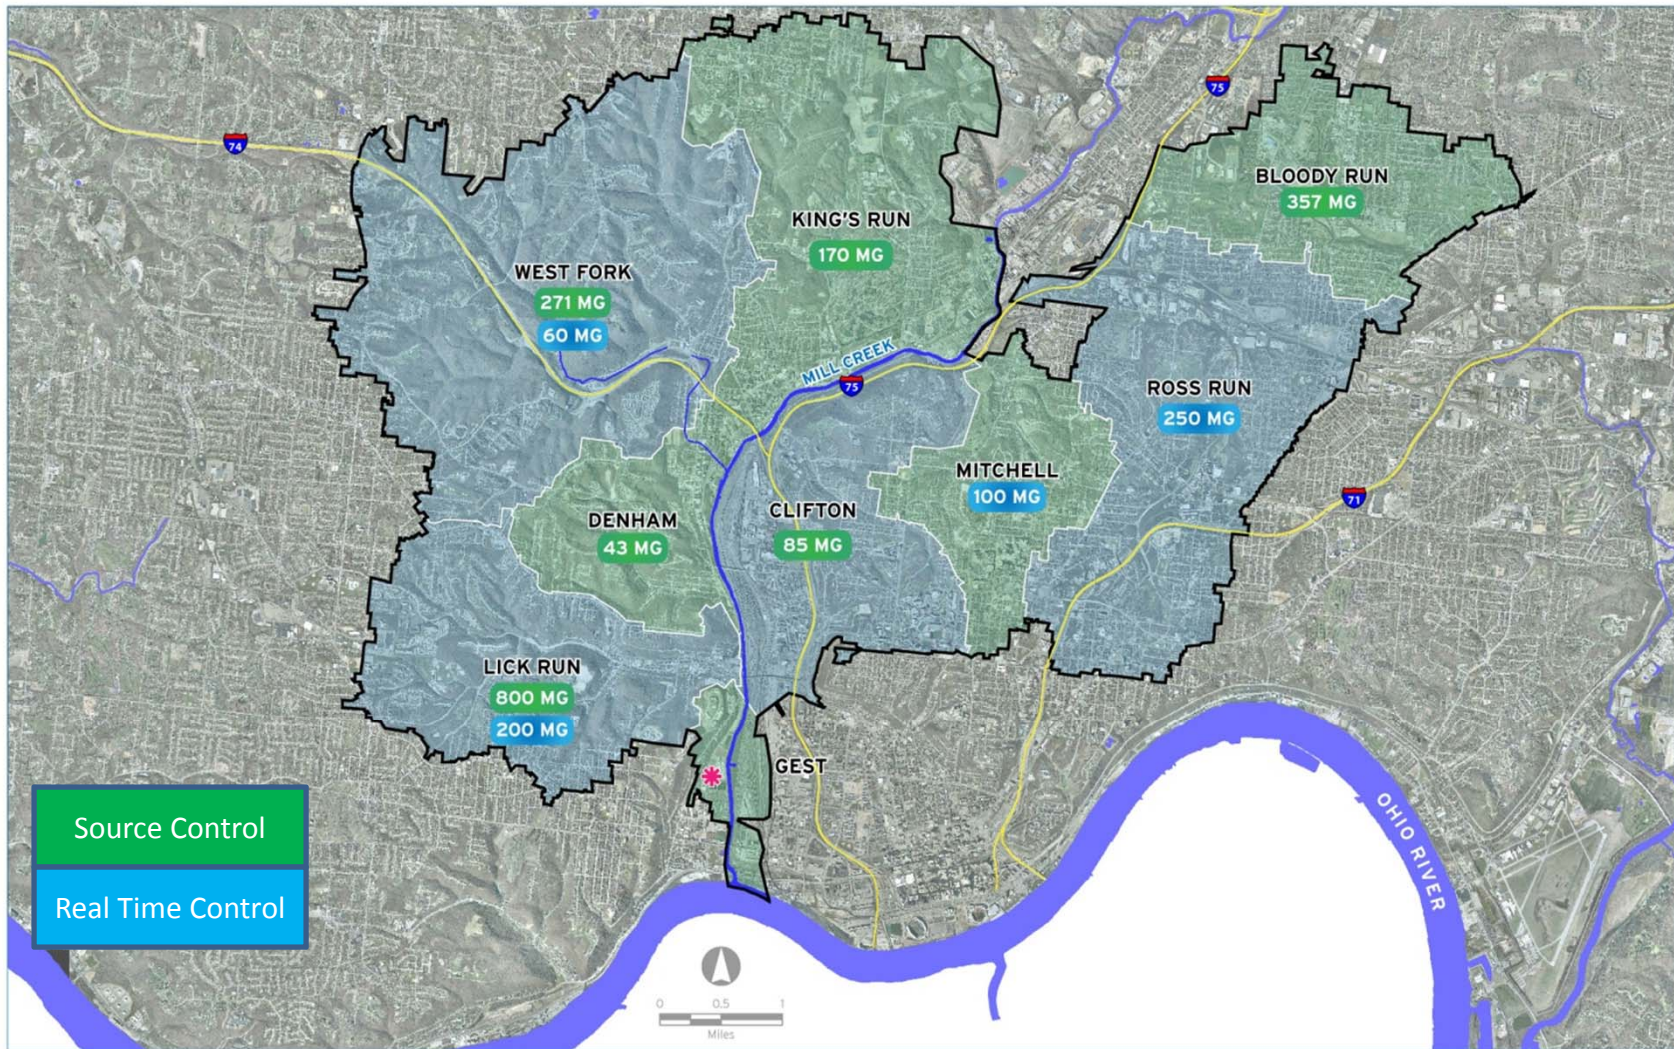 75
74
BLOODY RUN
357 MG
KING'S RUN
170 MG
WEST FORK
271 MG
60 MG
MILL CREEK
75
ROSS RUN
250 MG
MITCHELL
100 MG
71
CLIFTON
85 MG
DENHAM
43 MG
LICK RUN
800 MG
200 MG
GEST
Source Control
Real Time Control
OHIO RIVER
0 0.5 1
Miles